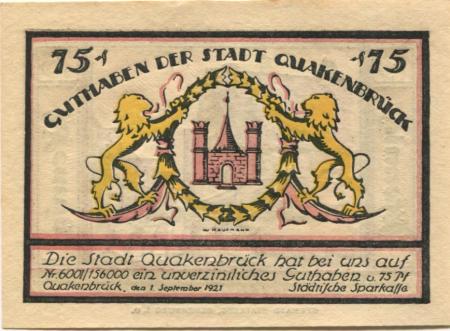 75 ₰ ₰ 75
GUTHABEN DER STADT QUAKENBRÜCK
W. KAUFMANN
Die Stadt Quakenbrück hat bei uns auf
Nr. 6001/156000 ein unverzinsliches Guthaben v. 75 Pf
Quakenbrück, den 1. September 1921 Städtische Sparkasse